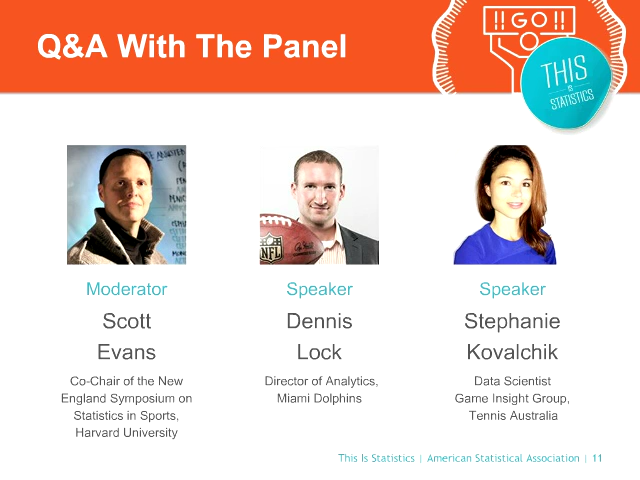 Q&A With The Panel
!!GO!!
THIS
IS
STATISTICS
NFL
Moderator
Scott
Evans
Co-Chair of the New
England Symposium on
Statistics in Sports,
Harvard University
Speaker
Dennis
Lock
Director of Analytics,
Miami Dolphins
Speaker
Stephanie
Kovalchik
Data Scientist
Game Insight Group,
Tennis Australia
This Is Statistics | American Statistical Association | 11